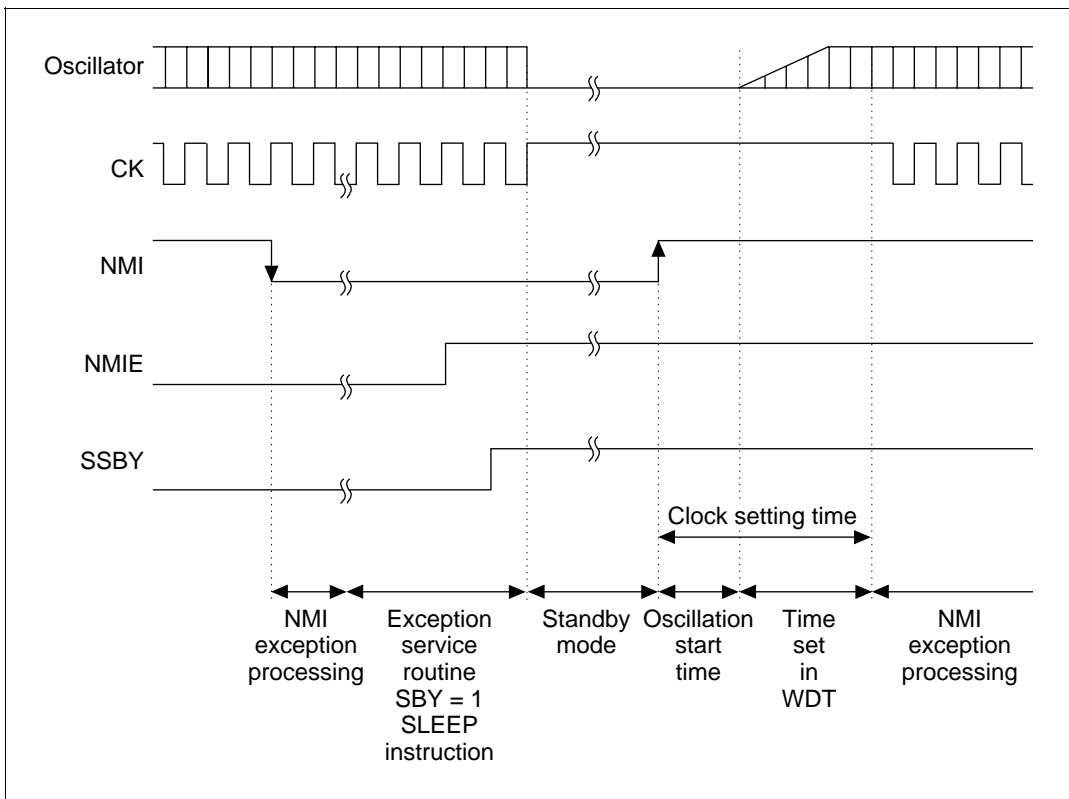 Oscillator
CK
NMI
NMIE
SSBY
Clock setting time
NMI
exception
processing
Exception
service
routine
SBY = 1
SLEEP
instruction
Standby
mode
Oscillation
start
time
Time
set
in
WDT
NMI
exception
processing